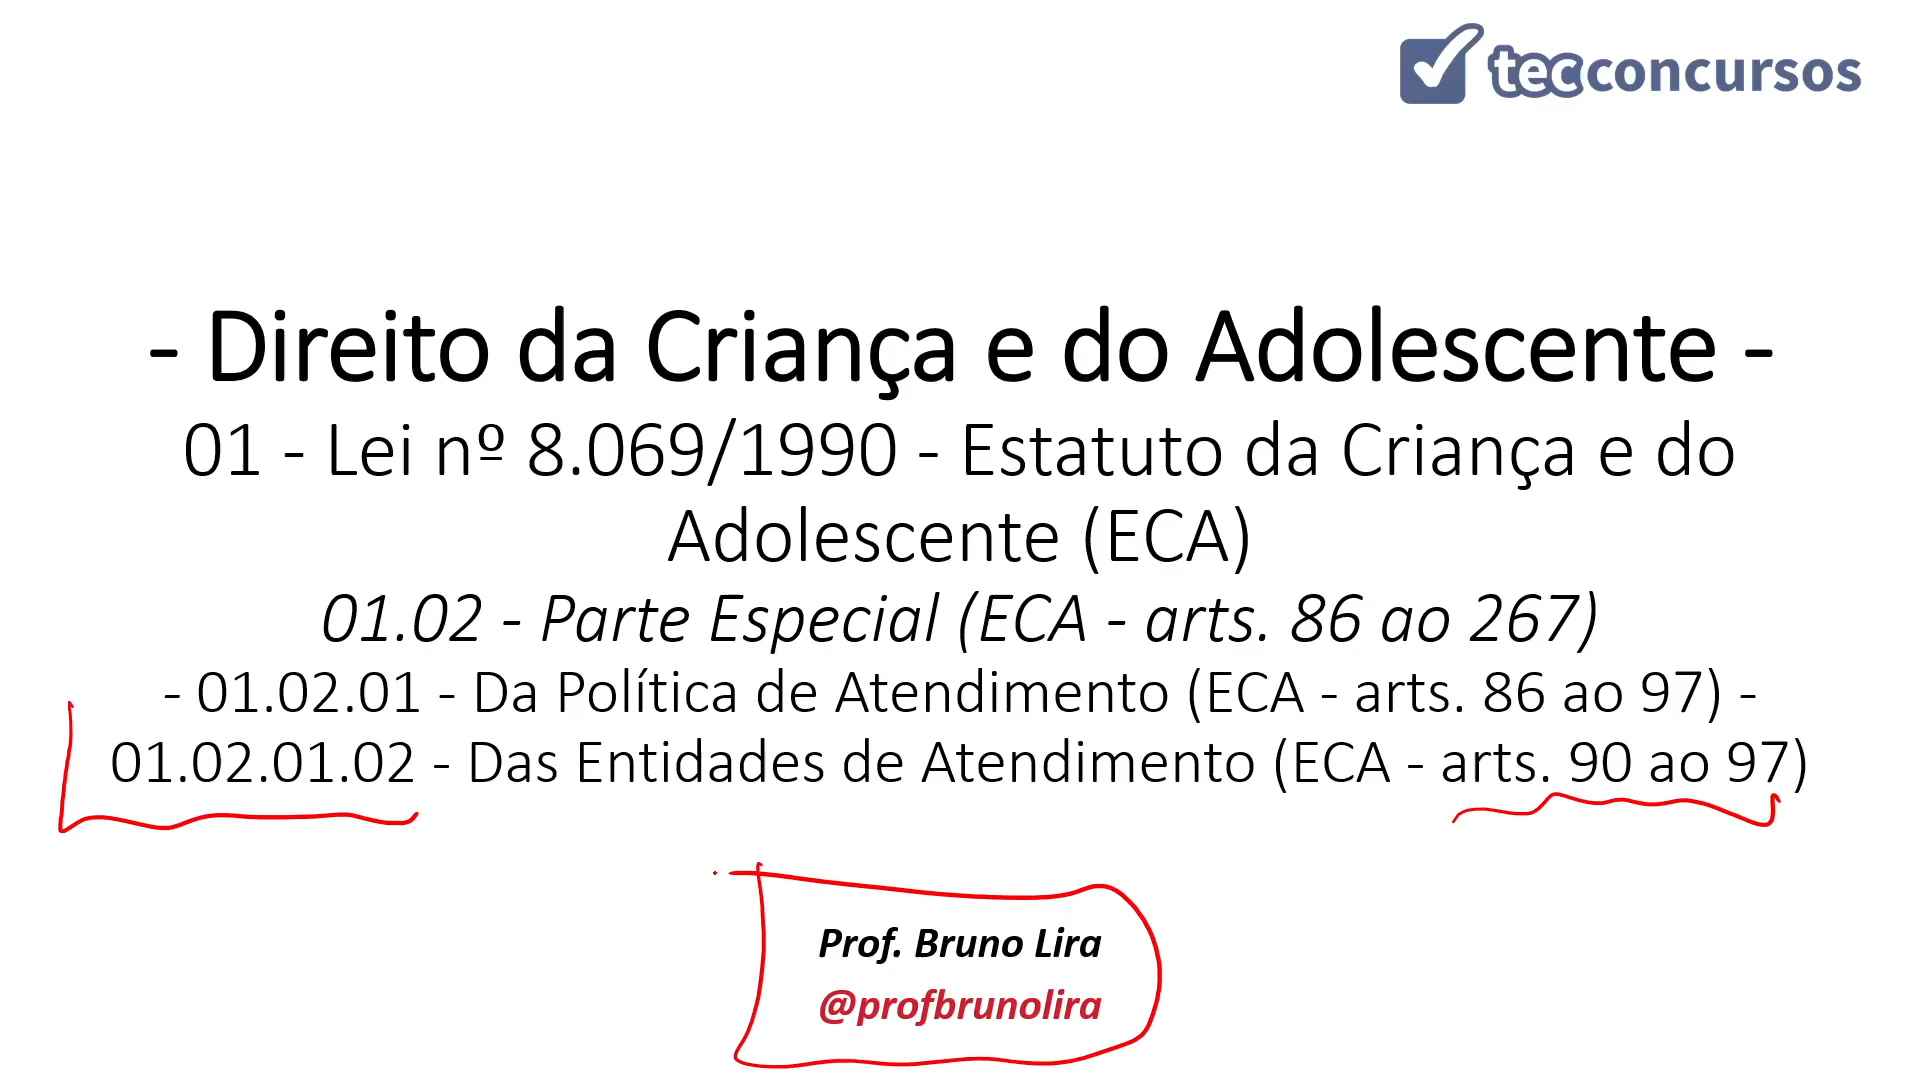 tecconcursos
- Direito da Criança e do Adolescente -
01 - Lei nº 8.069/1990 - Estatuto da Criança e do
Adolescente (ECA)
01.02 - Parte Especial (ECA - arts. 86 ao 267)
- 01.02.01 - Da Política de Atendimento (ECA - arts. 86 ao 97) -
01.02.01.02 - Das Entidades de Atendimento (ECA - arts. 90 ao 97)
Prof. Bruno Lira
@profbrunolira